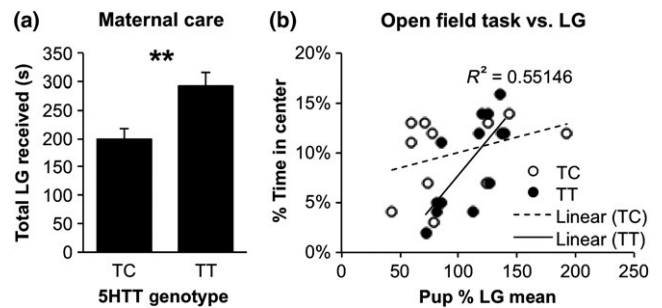 (a)
Maternal care
Total LG received (s)
350
300
250
200
150
100
50
0
**
TC
TT
5HTT genotype
(b)
Open field task vs. LG
% Time in center
20%
15%
10%
5%
0%
R² = 0.55146
TC
TT
Linear (TC)
Linear (TT)
0
50
100
150
200
250
Pup % LG mean